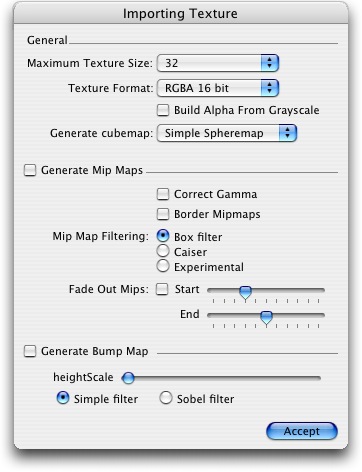 Importing Texture
General
Maximum Texture Size: 32
Texture Format: RGBA 16 bit
Build Alpha From Grayscale
Generate cubemap: Simple Spheremap
Generate Mip Maps
Correct Gamma
Border Mipmaps
Mip Map Filtering: Box filter
Caiser
Experimental
Fade Out Mips: Start
End
Generate Bump Map
heightScale
Simple filter Sobel filter
Accept